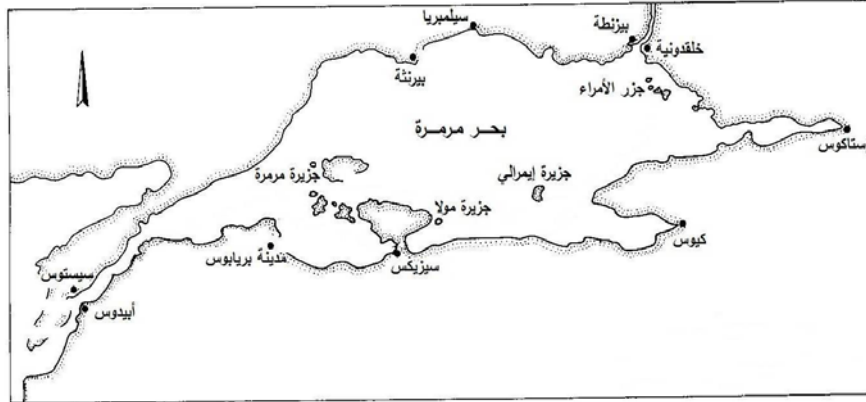 سيلمبريا
بيزنطة
خلقدونية
بيرنثة
جزر الأمراء
بحر مرمرة
ستاكوس
جزيرة مرمرة
جزيرة إيمرالي
جزيرة مولا
كيوس
مدينة بريابوس
سيزيكس
سيستوس
أبيدوس